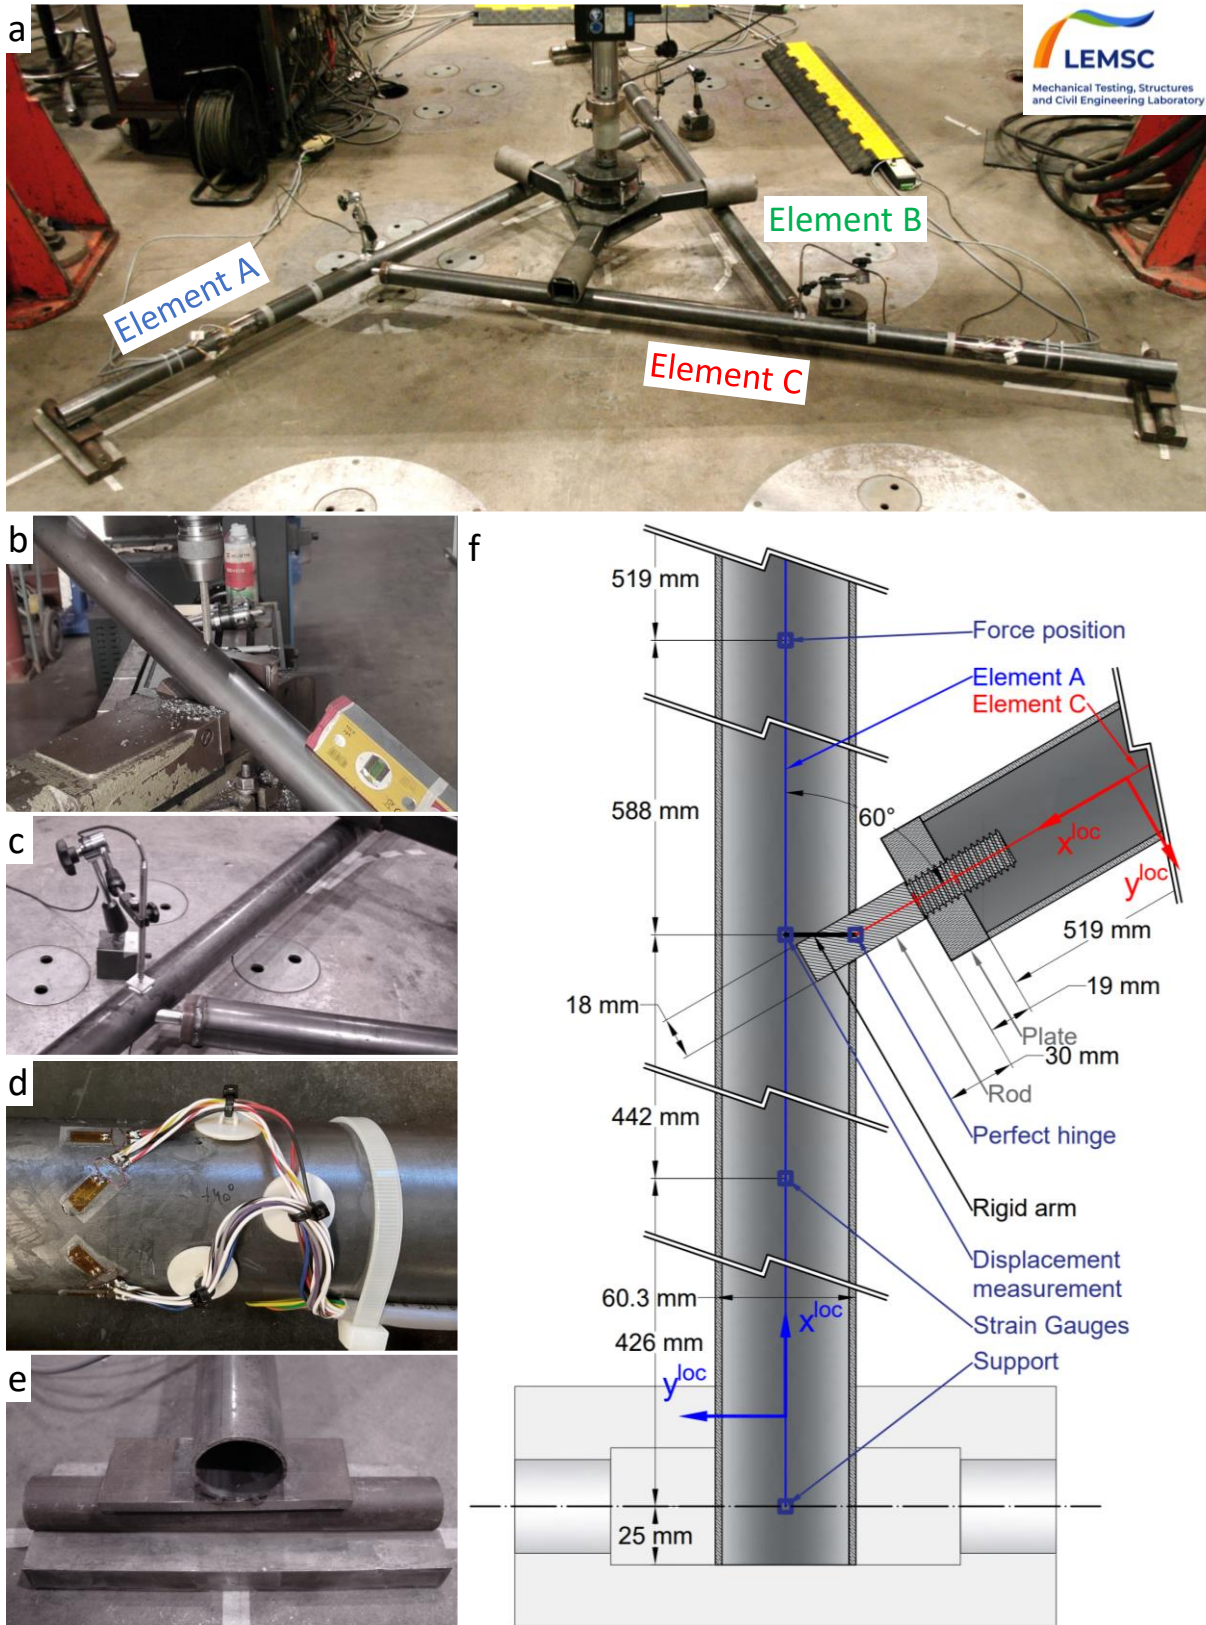 a
LEMSC
Mechanical Testing, Structures
and Civil Engineering Laboratory
Element A
Element B
Element C
b
c
d
+40°
e
f
519 mm
Force position
Element A
Element C
588 mm
60°
x^loc
y^loc
519 mm
19 mm
18 mm
Plate
30 mm
Rod
442 mm
Perfect hinge
Rigid arm
Displacement
measurement
60.3 mm
x^loc
Strain Gauges
426 mm
Support
y^loc
25 mm